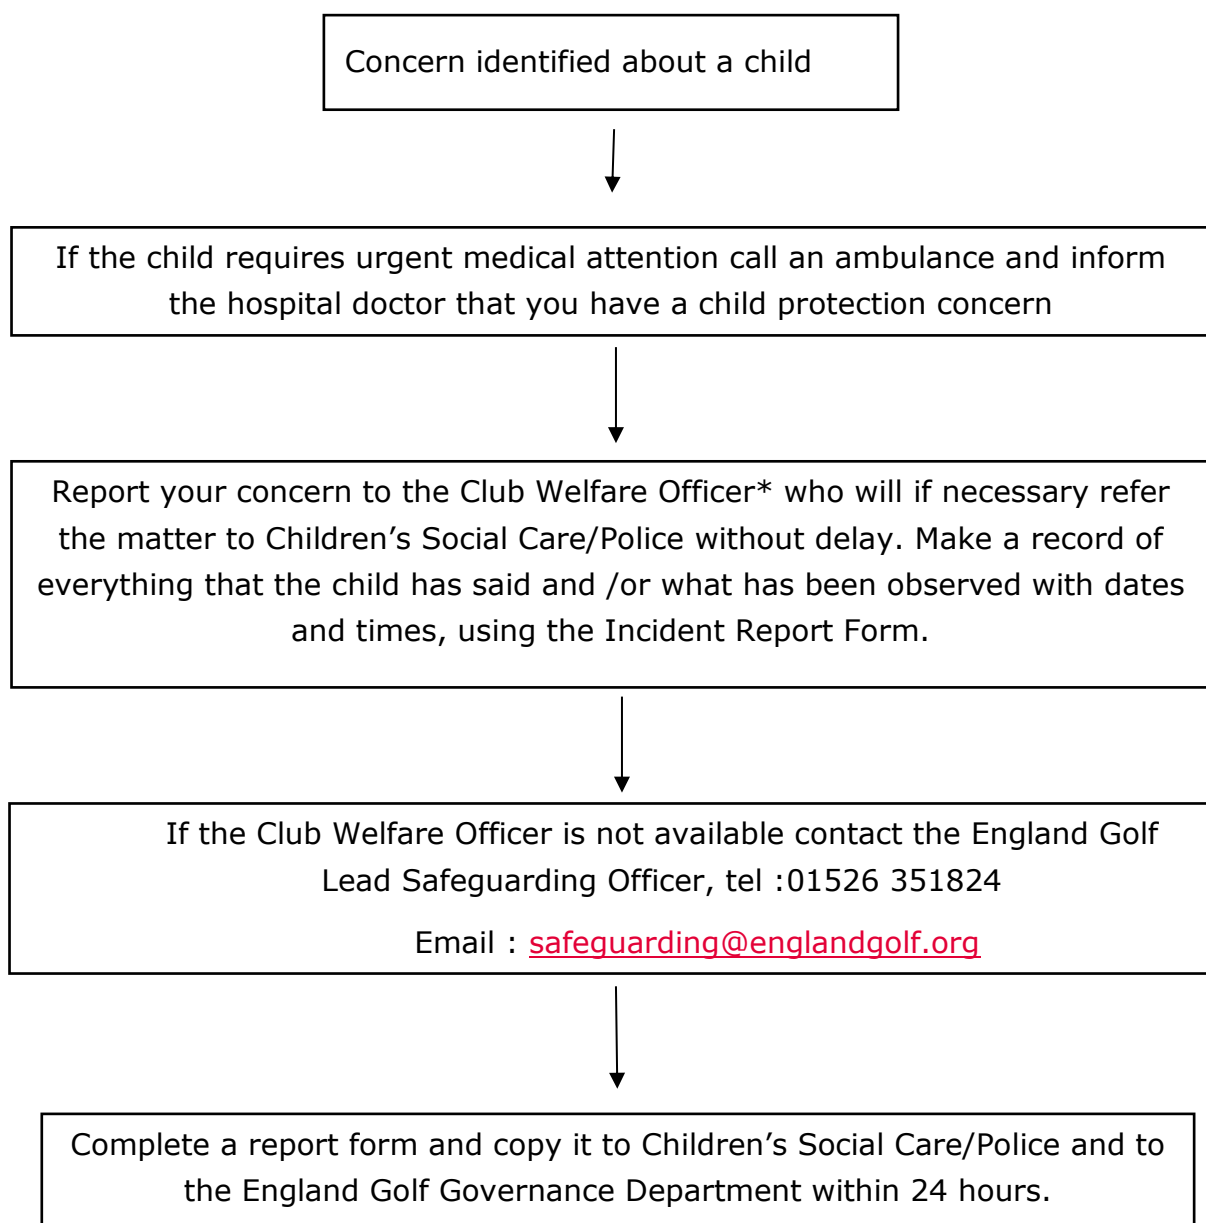 Concern identified about a child
If the child requires urgent medical attention call an ambulance and inform
the hospital doctor that you have a child protection concern
Report your concern to the Club Welfare Officer* who will if necessary refer
the matter to Children’s Social Care/Police without delay. Make a record of
everything that the child has said and /or what has been observed with dates
and times, using the Incident Report Form.
If the Club Welfare Officer is not available contact the England Golf
Lead Safeguarding Officer, tel :01526 351824
Email : safeguarding@englandgolf.org
Complete a report form and copy it to Children’s Social Care/Police and to
the England Golf Governance Department within 24 hours.